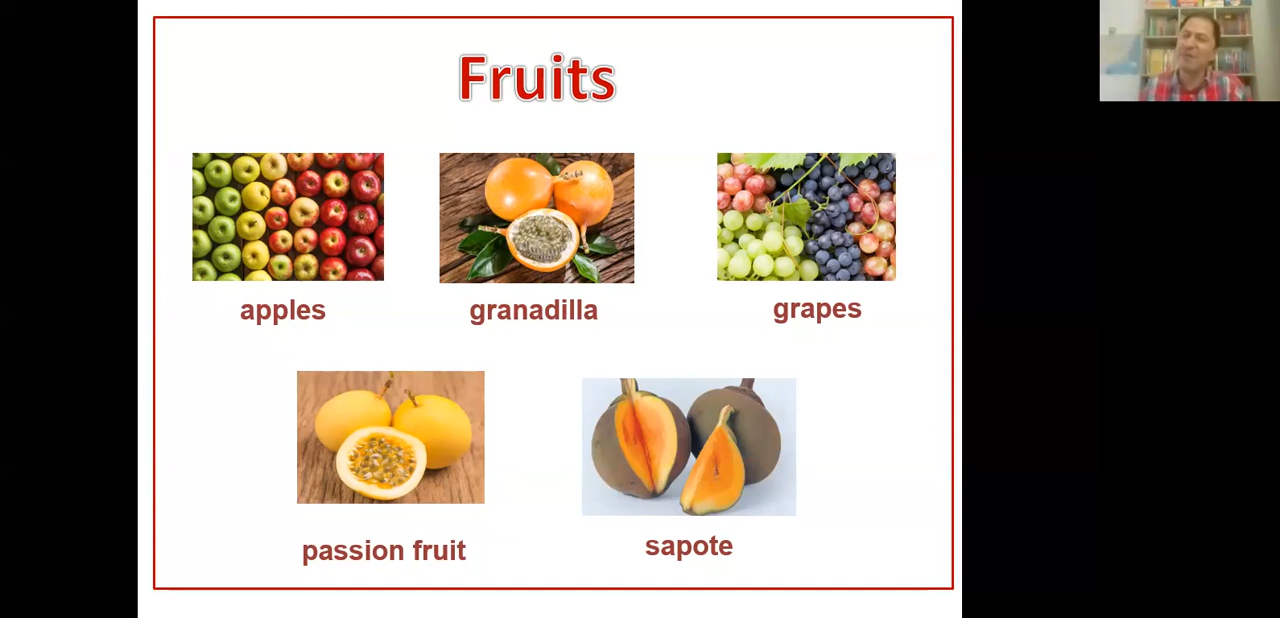 Fruits
apples
granadilla
grapes
passion fruit
sapote